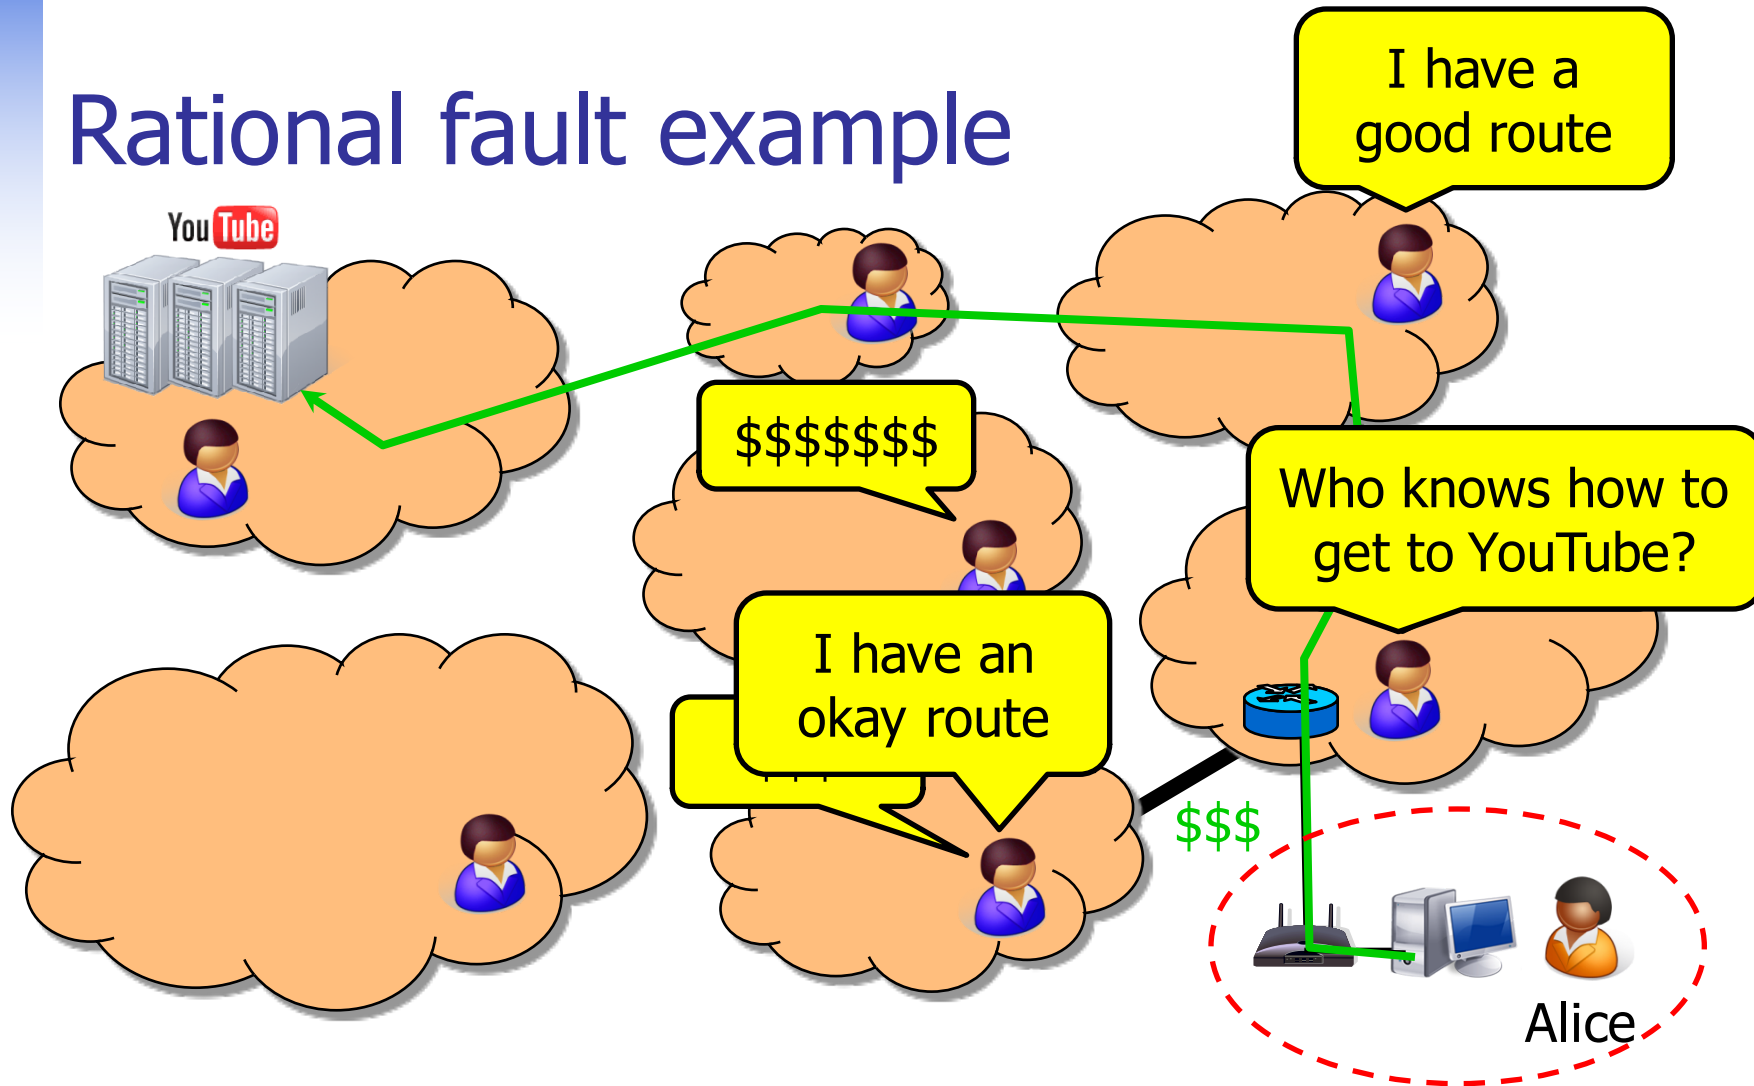 Rational fault example
I have a
good route
YouTube
$$$$$$$
Who knows how to
get to YouTube?
I have an
okay route
$$$
Alice